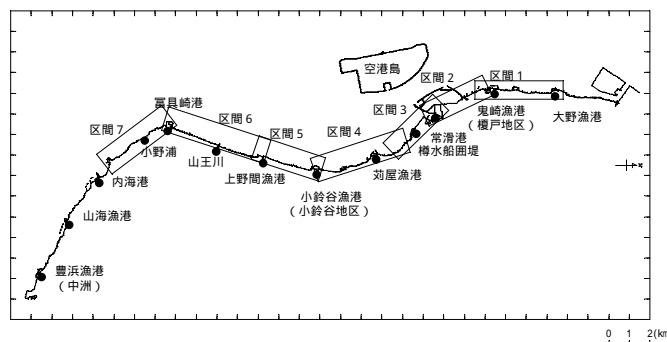 空港島
区間1
区間2
富具崎港
区間3
区間6
鬼崎漁港
(榎戸地区)
大野漁港
区間4
区間7
区間5
常滑港
樽水船囲堤
小野浦
山王川
上野間漁港
苅屋漁港
内海港
小鈴谷漁港
(小鈴谷地区)
山海漁港
豊浜漁港
(中洲)
0 1 2(km